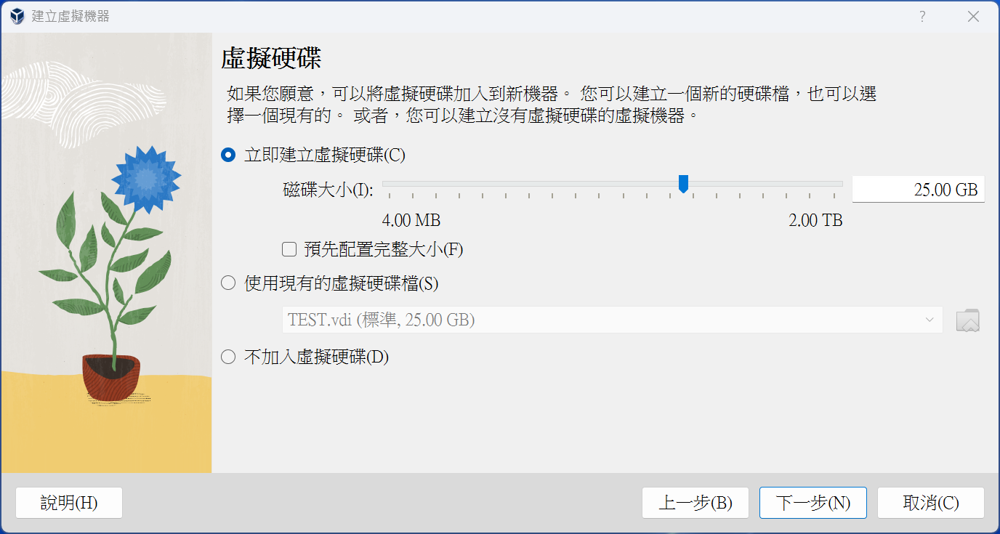 建立虛擬機器
?
虛擬硬碟
如果您願意，可以將虛擬硬碟加入到新機器。 您可以建立一個新的硬碟檔，也可以選
擇一個現有的。 或者，您可以建立沒有虛擬硬碟的虛擬機器。
立即建立虛擬硬碟(C)
磁碟大小(I):
25.00 GB
4.00 MB
2.00 TB
預先配置完整大小(F)
使用現有的虛擬硬碟檔(S)
TEST.vdi (標準, 25.00 GB)
不加入虛擬硬碟(D)
說明(H)
上一步(B)
下一步(N)
取消(C)